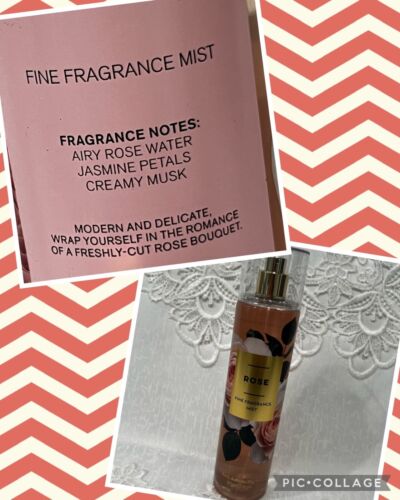 FINE FRAGRANCE MIST
FRAGRANCE NOTES:
AIRY ROSE WATER
JASMINE PETALS
CREAMY MUSK
MODERN AND DELICATE,
WRAP YOURSELF IN THE ROMANCE
OF A FRESHLY-CUT ROSE BOUQUET.
ROSE
FINE FRAGRANCE
MIST
PIC•COLLAGE